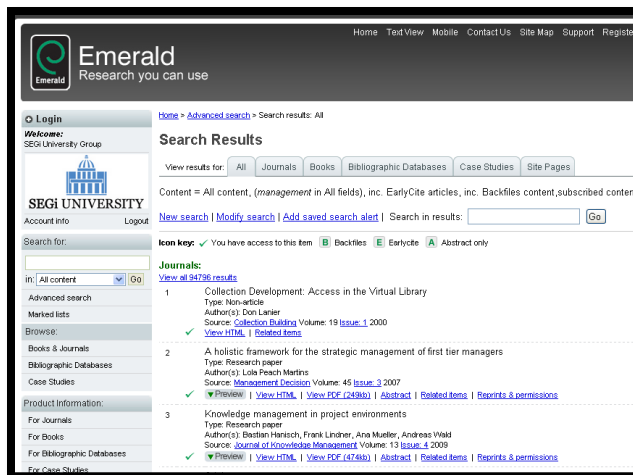 Home Text View Mobile Contact Us Site Map Support
Emerald
Research you can use
Emerald
Login
Welcome:
SEGi University Group
SEGi UNIVERSITY
Account info Logout
Search for:
in: All content Go
Advanced search
Marked lists
Browse:
Books & Journals
Bibliographic Databases
Case Studies
Product Information:
For Journals
For Books
For Bibliographic Databases
For Case Studies
Home > Advanced search > Search results: All
Search Results
View results for: All Journals Books Bibliographic Databases Case Studies Site Pages
Content = All content, (management in All fields), inc. EarlyCite articles, inc. Backfiles content,subscribed
New search | Modify search | Add saved search alert | Search in results: Go
Icon key: ✓ You have access to this item B Backfiles E Earlycite A Abstract only
Journals:
View all 94796 results
1 Collection Development: Access in the Virtual Library
Type: Non-article
Author(s): Don Lanier
Source: Collection Building Volume: 19 Issue: 1 2000
✓ View HTML | Related items
2 A holistic framework for the strategic management of first tier managers
Type: Research paper
Author(s): Lola Peach Martins
Source: Management Decision Volume: 45 Issue: 3 2007
✓ Preview | View HTML | View PDF (249kb) | Abstract | Related items | Reprints & permissions
3 Knowledge management in project environments
Type: Research paper
Author(s): Bastian Hanisch, Frank Lindner, Ana Mueller, Andreas Wald
Source: Journal of Knowledge Management Volume: 13 Issue: 4 2009
✓ Preview | View HTML | View PDF (474kb) | Abstract | Related items | Reprints & permissions